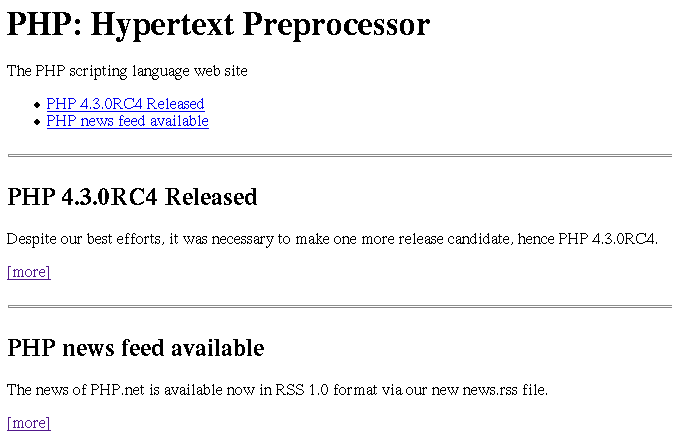 PHP: Hypertext Preprocessor
The PHP scripting language web site
PHP 4.3.0RC4 Released
PHP news feed available
PHP 4.3.0RC4 Released
Despite our best efforts, it was necessary to make one more release candidate, hence PHP 4.3.0RC4.
[more]
PHP news feed available
The news of PHP.net is available now in RSS 1.0 format via our new news.rss file.
[more]